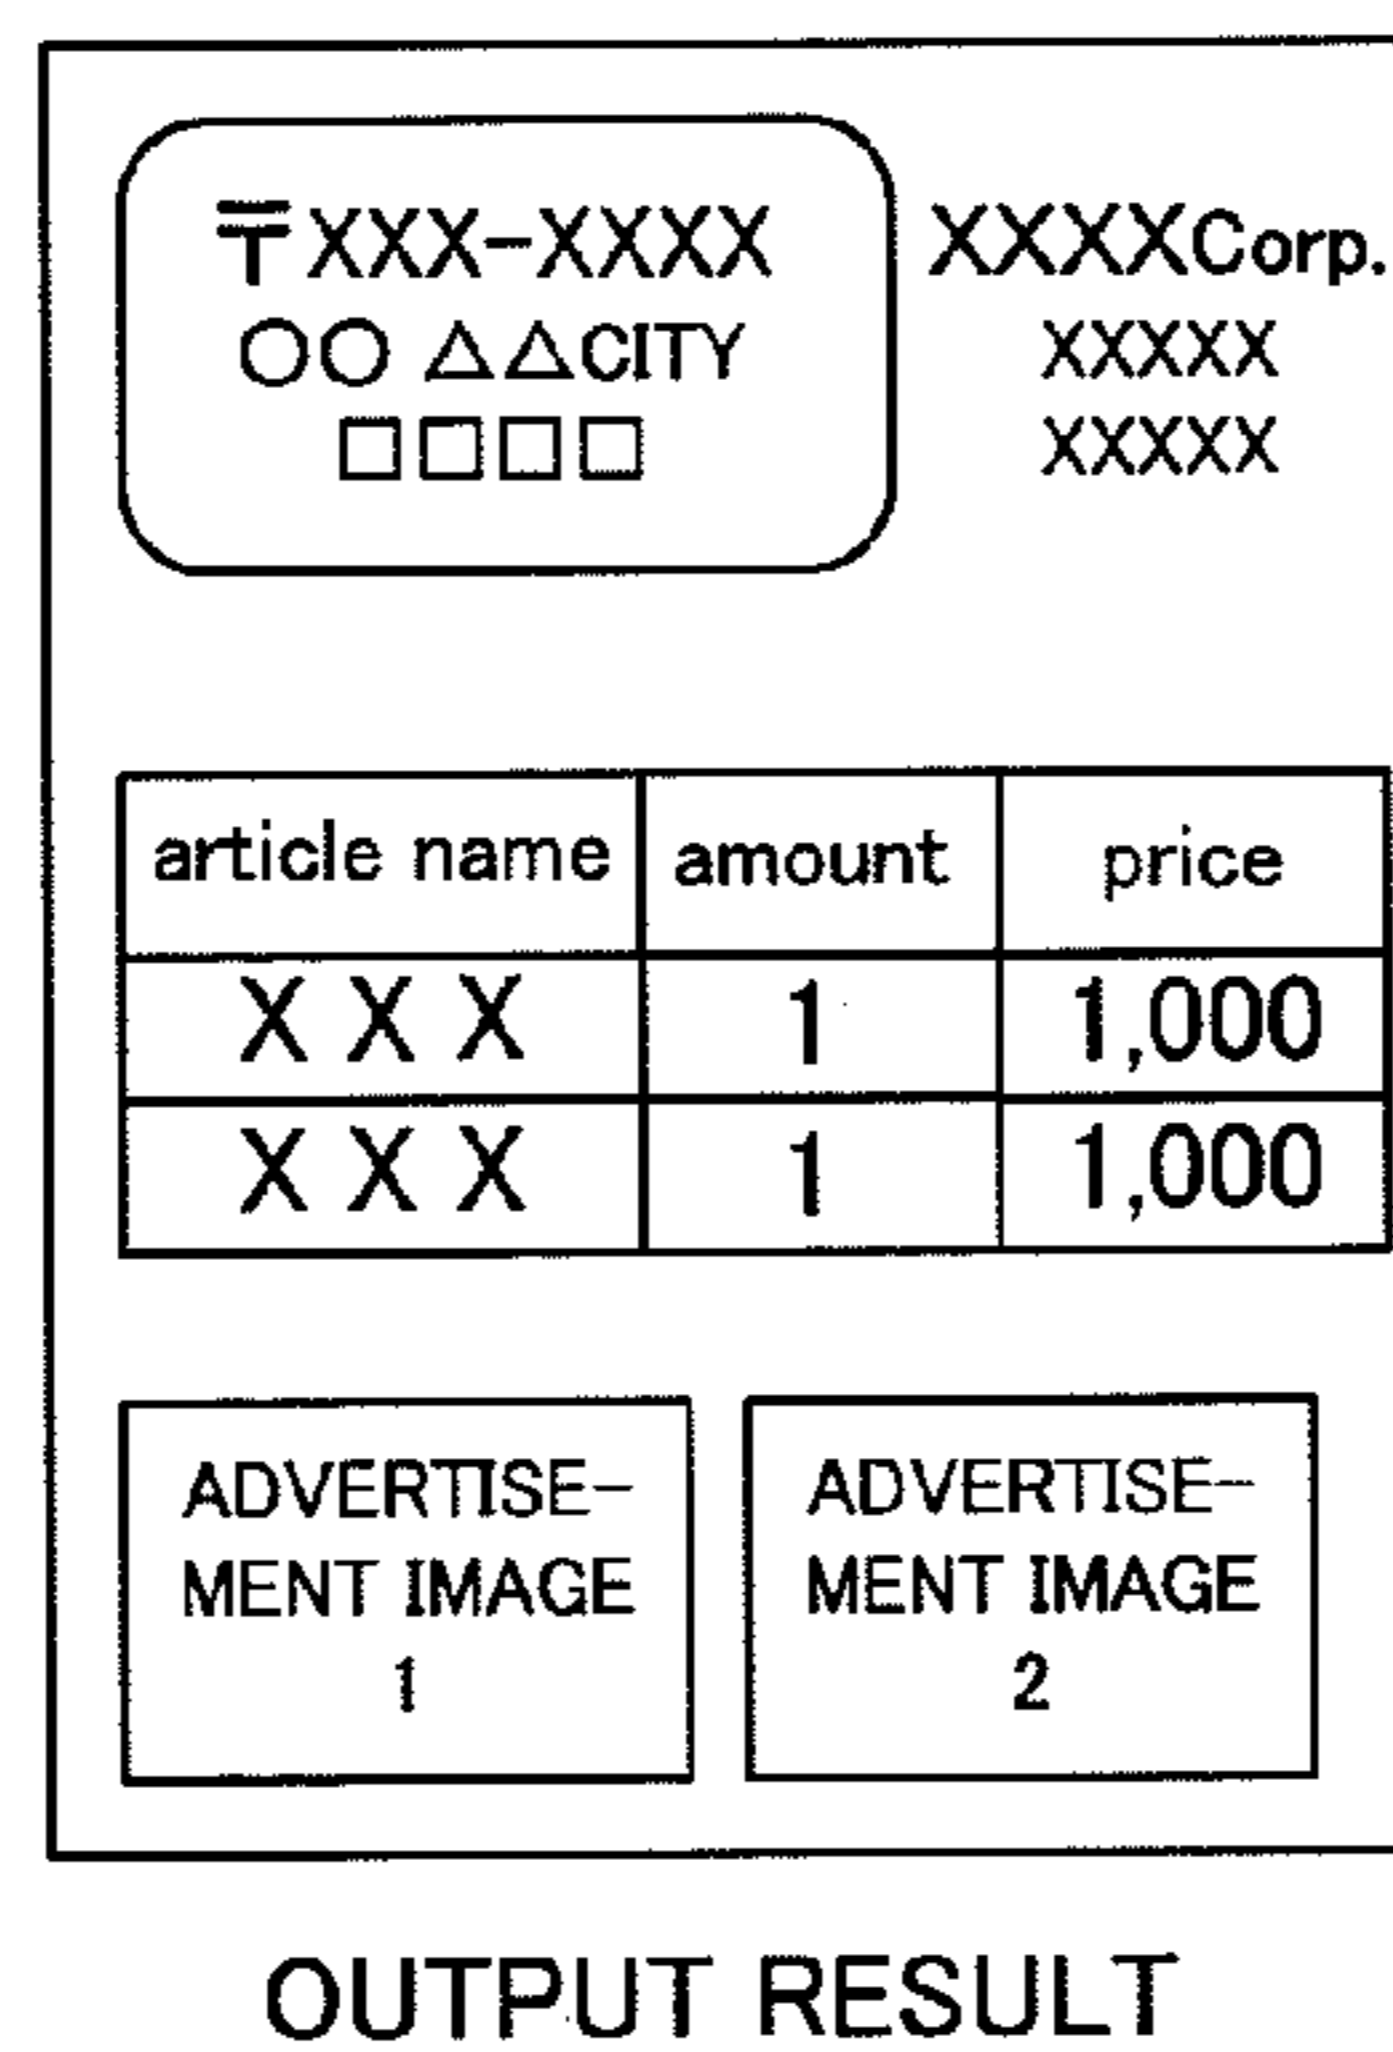 〒XXX-XXXX
○○ △△CITY
□□□□
XXXXCorp.
XXXXX
XXXXX
article name amount price
X X X 1 1,000
X X X 1 1,000
ADVERTISE-
MENT IMAGE
1
ADVERTISE-
MENT IMAGE
2
OUTPUT RESULT